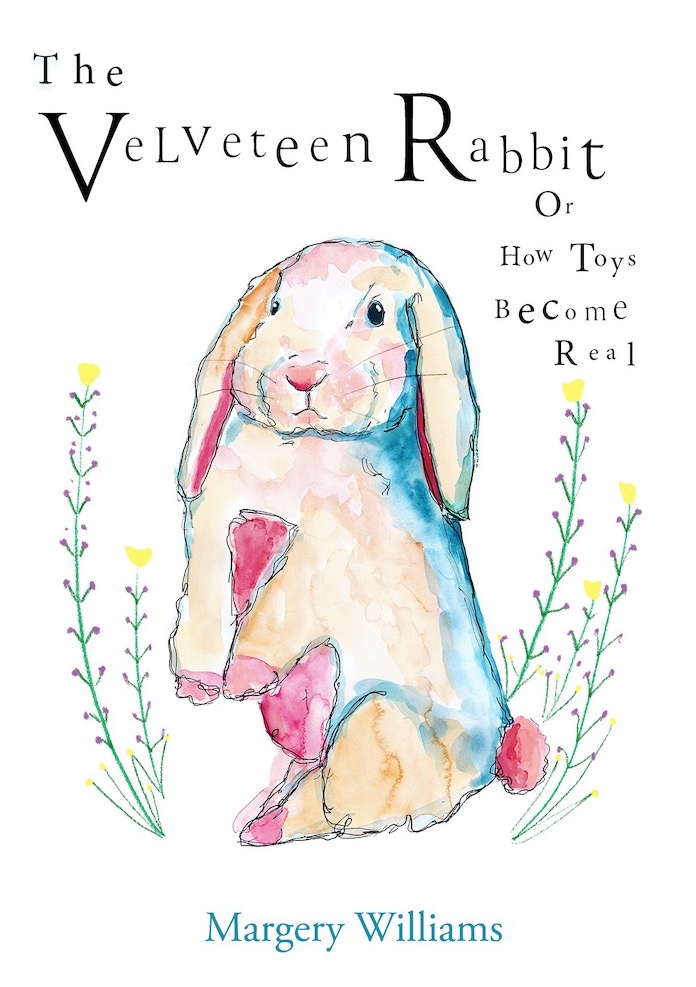 The
VeLveteen Rabbit
Or
How Toys
Become
Real
Margery Williams